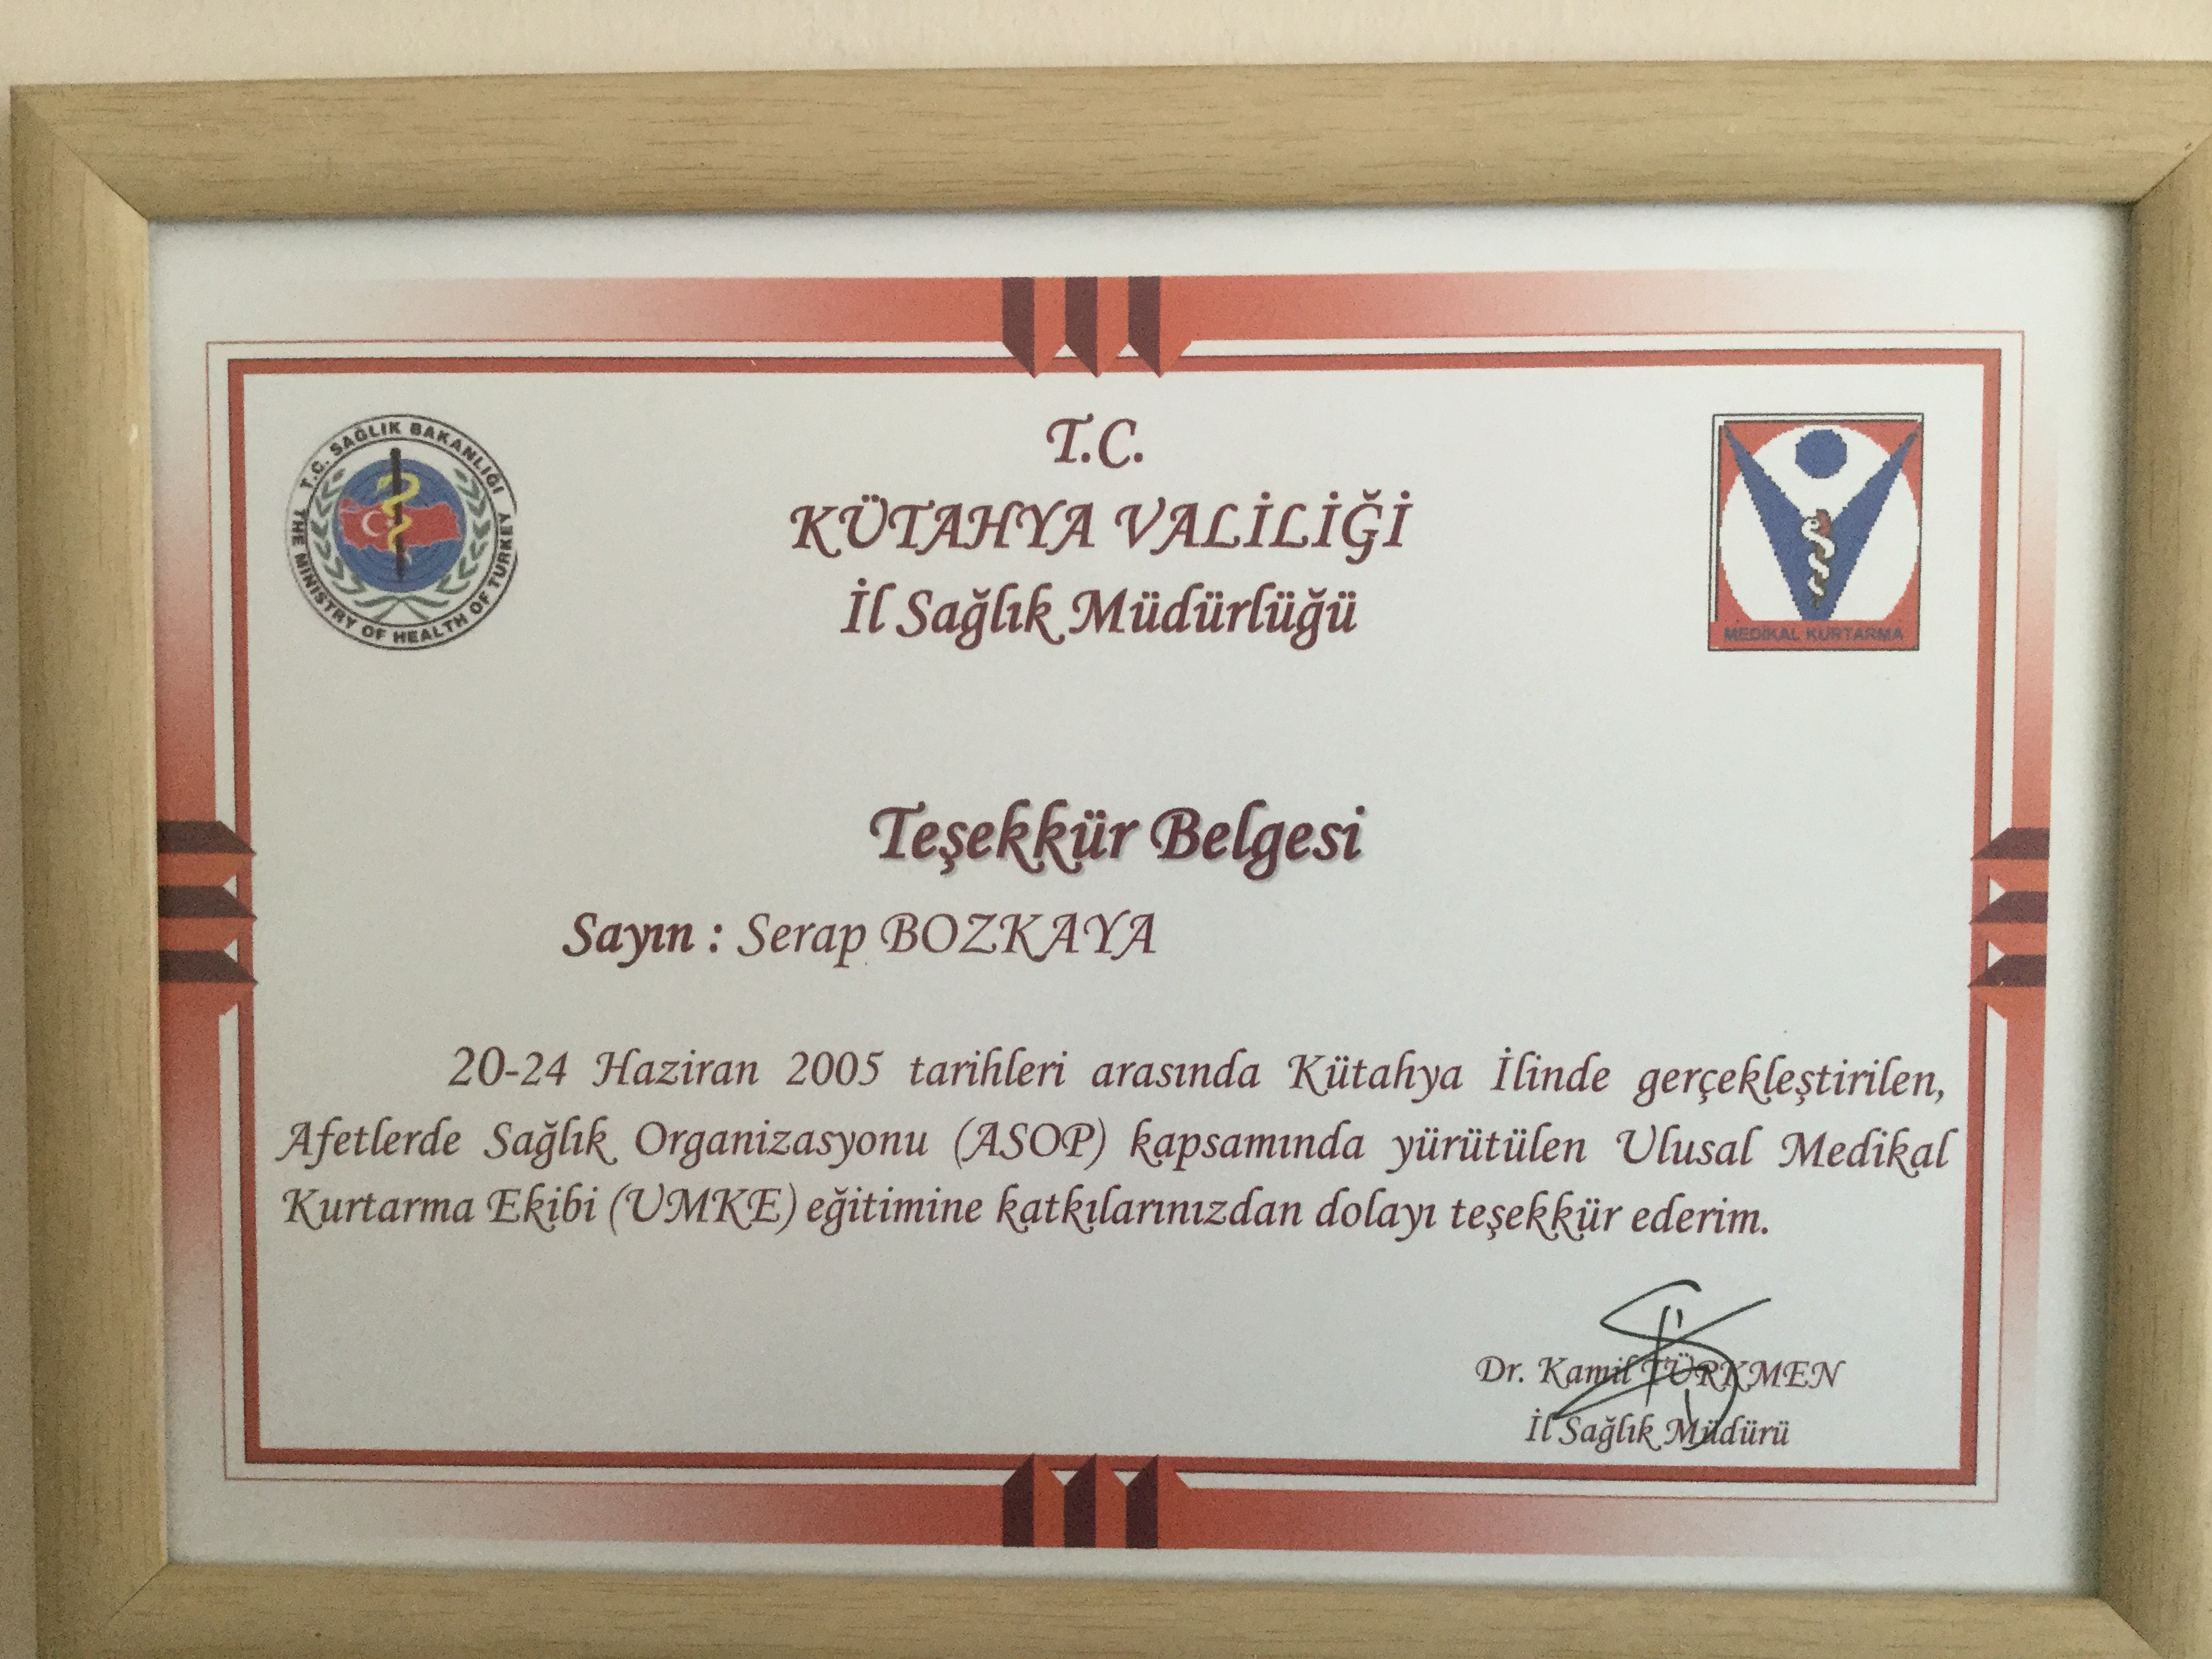 T.C. SAĞLIK BAKANLIĞI
THE MINISTRY OF HEALTH OF TURKEY
T.C.
KÜTAHYA VALİLİĞİ
İl Sağlık Müdürlüğü
MEDİKAL KURTARMA
Teşekkür Belgesi
Sayın : Serap BOZKAYA
20-24 Haziran 2005 tarihleri arasında Kütahya İlinde gerçekleştirilen,
Afetlerde Sağlık Organizasyonu (ASOP) kapsamında yürütülen Ulusal Medikal
Kurtarma Ekibi (UMKE) eğitimine katkılarınızdan dolayı teşekkür ederim.
Dr. Kamil TÜRKMEN
İl Sağlık Müdürü